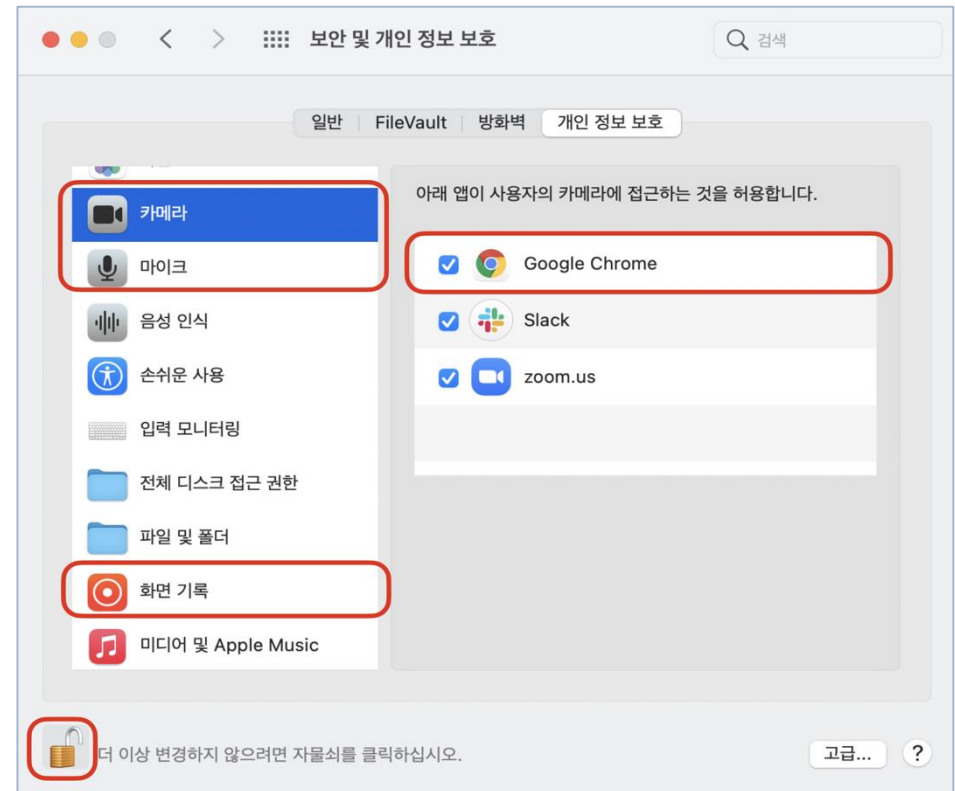 보안 및 개인 정보 보호
검색
일반
FileVault
방화벽
개인 정보 보호
카메라
마이크
음성 인식
손쉬운 사용
입력 모니터링
전체 디스크 접근 권한
파일 및 폴더
화면 기록
미디어 및 Apple Music
아래 앱이 사용자의 카메라에 접근하는 것을 허용합니다.
Google Chrome
Slack
zoom.us
더 이상 변경하지 않으려면 자물쇠를 클릭하십시오.
고급...
?